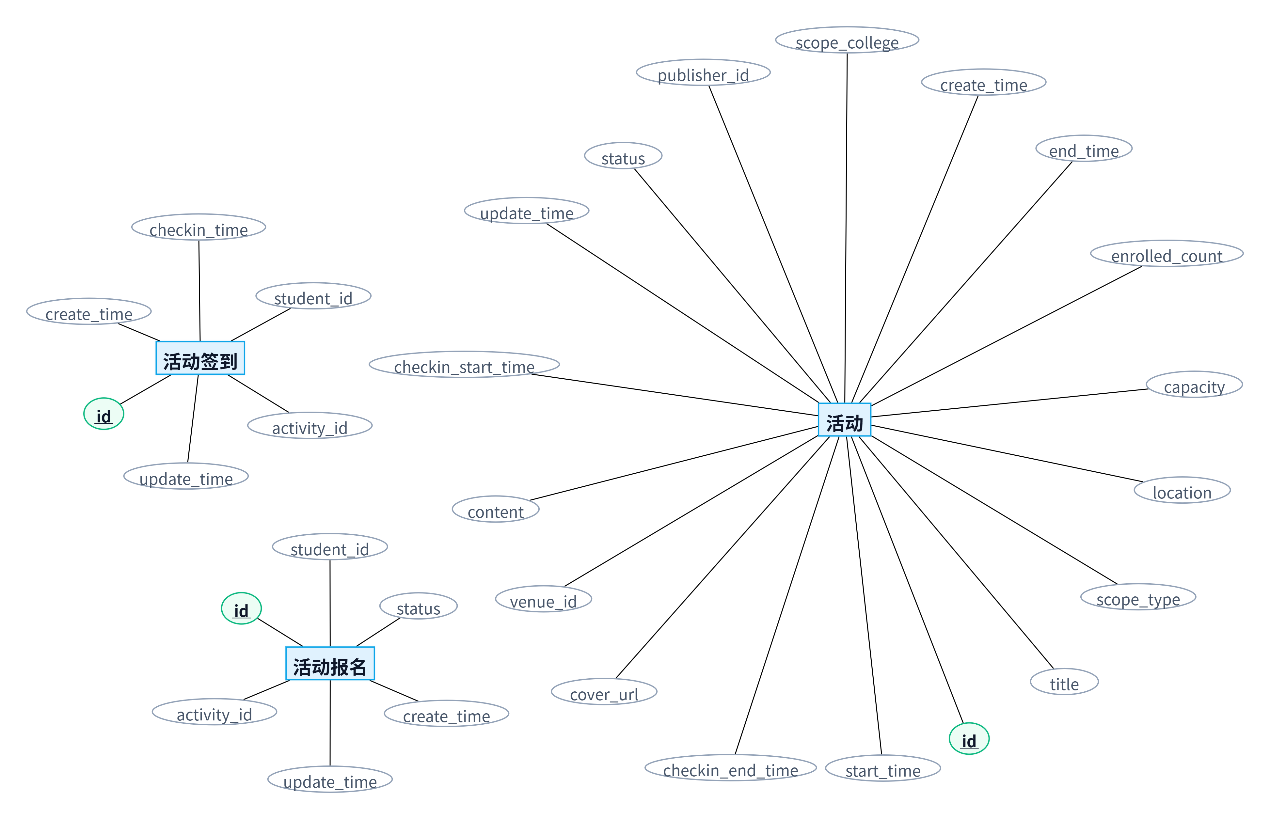 scope_college
publisher_id
create_time
end_time
status
update_time
enrolled_count
checkin_start_time
capacity
活动
location
content
venue_id
scope_type
cover_url
title
id
checkin_end_time
start_time
checkin_time
student_id
create_time
活动签到
id
activity_id
update_time
student_id
id
status
活动报名
activity_id
create_time
update_time